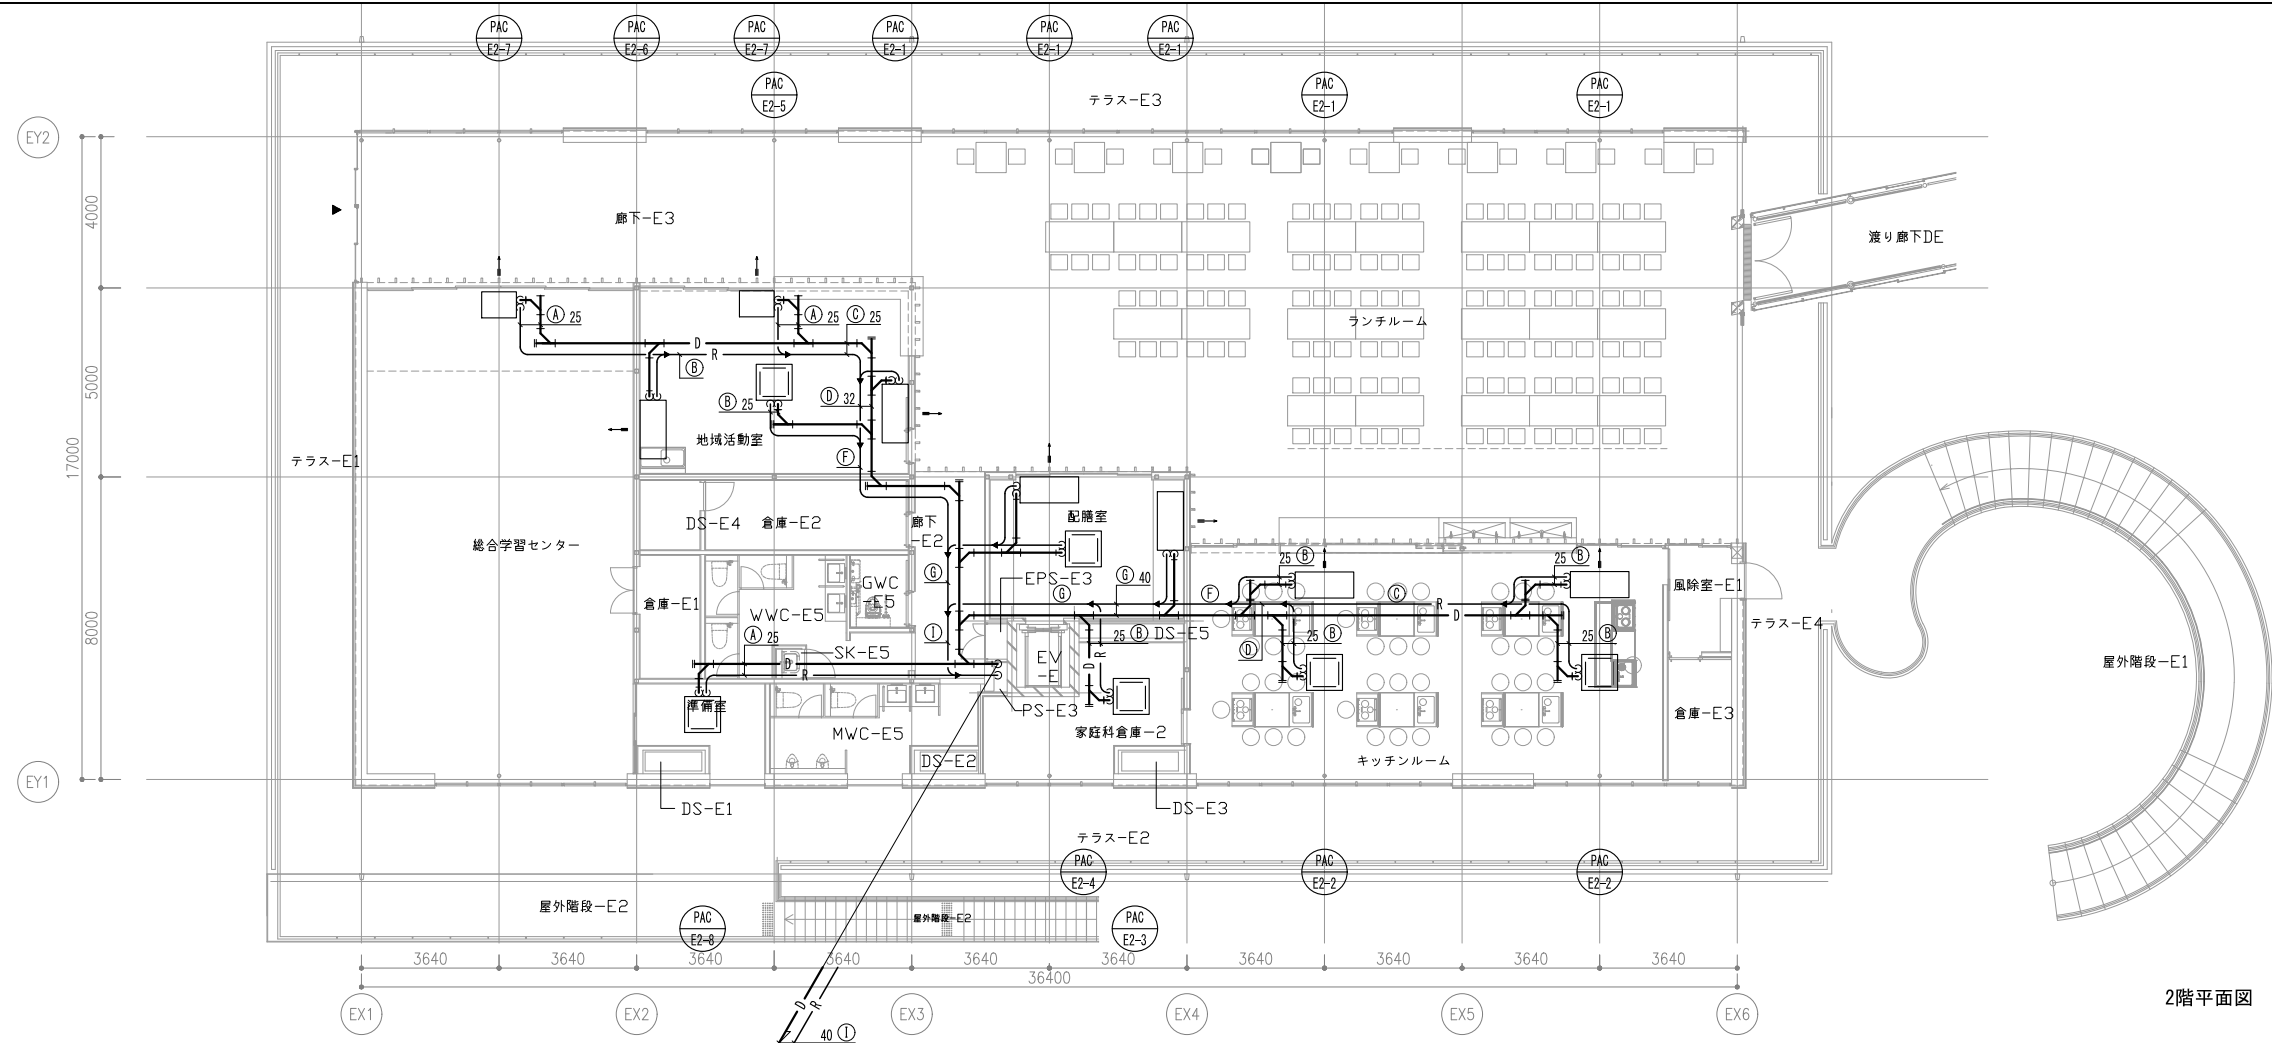 PAC
E2-7
PAC
E2-6
PAC
E2-7
PAC
E2-1
PAC
E2-1
PAC
E2-1
PAC
E2-5
テラス-E3
PAC
E2-1
PAC
E2-1
EY2
4000
廊下-E3
渡り廊下DE
Ⓐ 25
Ⓐ 25
Ⓒ 25
ランチルーム
D
R
Ⓑ
5000
Ⓑ 25
Ⓓ 32
地域活動室
17000
テラス-E1
Ⓕ
配膳室
DS-E4
倉庫-E2
廊下
-E2
総合学習センター
25 Ⓑ
25 Ⓑ
Ⓖ
EPS-E3
Ⓖ 40
GWC
-E5
風除室-E1
倉庫-E1
Ⓖ
Ⓕ
Ⓒ
R
D
WWC-E5
8000
Ⓘ
25 Ⓑ
DS-E5
25 Ⓑ
25 Ⓑ
テラス-E4
Ⓐ 25
SK-E5
D
R
EV
-E
D
R
Ⓓ
屋外階段-E1
準備室
PS-E3
倉庫-E3
MWC-E5
家庭科倉庫-2
DS-E2
キッチンルーム
EY1
DS-E1
DS-E3
テラス-E2
PAC
E2-4
PAC
E2-2
PAC
E2-2
屋外階段-E2
屋外階段-E2
PAC
E2-8
PAC
E2-3
3640
3640
3640
3640
3640
3640
3640
3640
3640
3640
36400
D
R
EX1
EX2
EX3
EX4
EX5
EX6
40 Ⓘ
2階平面図